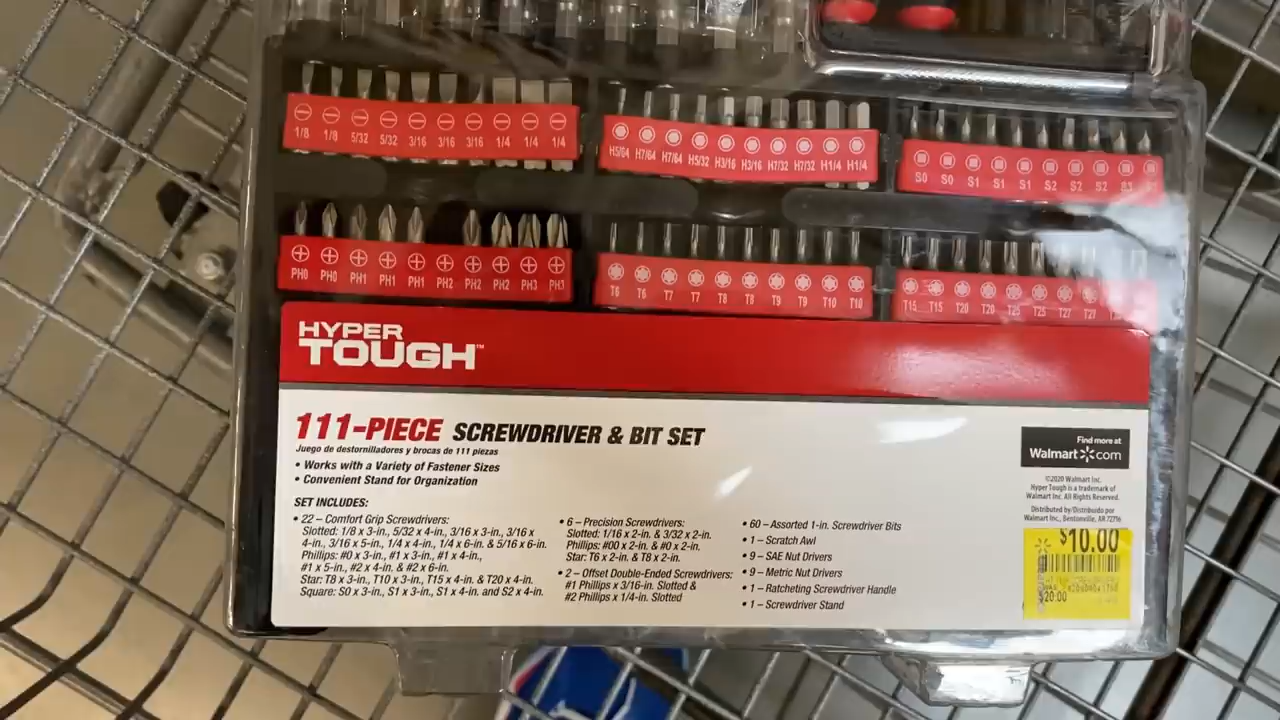 1/8 1/8 5/32 5/32 3/16 3/16 3/16 1/4 1/4 1/4
H5/64 H7/64 H7/64 H5/32 H3/16 H3/16 H7/32 H7/32 H1/4 H1/4
S0 S0 S1 S1 S1 S2 S2 S2 S3
PH0 PH0 PH1 PH1 PH1 PH2 PH2 PH2 PH3 PH3
T6 T6 T7 T7 T8 T8 T9 T9 T10 T10
T15 T15 T20 T20 T25 T25 T27 T27
HYPER
TOUGH™
111-PIECE SCREWDRIVER & BIT SET
Juego de destornilladores y brocas de 111 piezas
• Works with a Variety of Fastener Sizes
• Convenient Stand for Organization
SET INCLUDES:
• 22 – Comfort Grip Screwdrivers:
Slotted: 1/8 x 3-in., 5/32 x 4-in., 3/16 x 3-in., 3/16 x
4-in., 3/16 x 5-in., 1/4 x 4-in., 1/4 x 6-in. & 5/16 x 6-in.
Phillips: #0 x 3-in., #1 x 3-in., #1 x 4-in.,
#1 x 5-in., #2 x 4-in. & #2 x 6-in.
Star: T8 x 3-in., T10 x 3-in., T15 x 4-in. & T20 x 4-in.
Square: S0 x 3-in., S1 x 3-in., S1 x 4-in. and S2 x 4-in.
• 6 – Precision Screwdrivers:
Slotted: 1/16 x 2-in. & 3/32 x 2-in.
Phillips: #00 x 2-in. & #0 x 2-in.
Star: T6 x 2-in. & T8 x 2-in.
• 2 – Offset Double-Ended Screwdrivers:
#1 Phillips x 3/16-in. Slotted &
#2 Phillips x 1/4-in. Slotted
• 60 – Assorted 1-in. Screwdriver Bits
• 1 – Scratch Awl
• 9 – SAE Nut Drivers
• 9 – Metric Nut Drivers
• 1 – Ratcheting Screwdriver Handle
• 1 – Screwdriver Stand
Find more at
Walmart.com
©2020 Walmart Inc.
Hyper Tough is a trademark of
Walmart Inc. All Rights Reserved.
Distributed by/Distribuido por
Walmart Inc., Bentonville, AR 72716
$10.00
WAS
$20.00